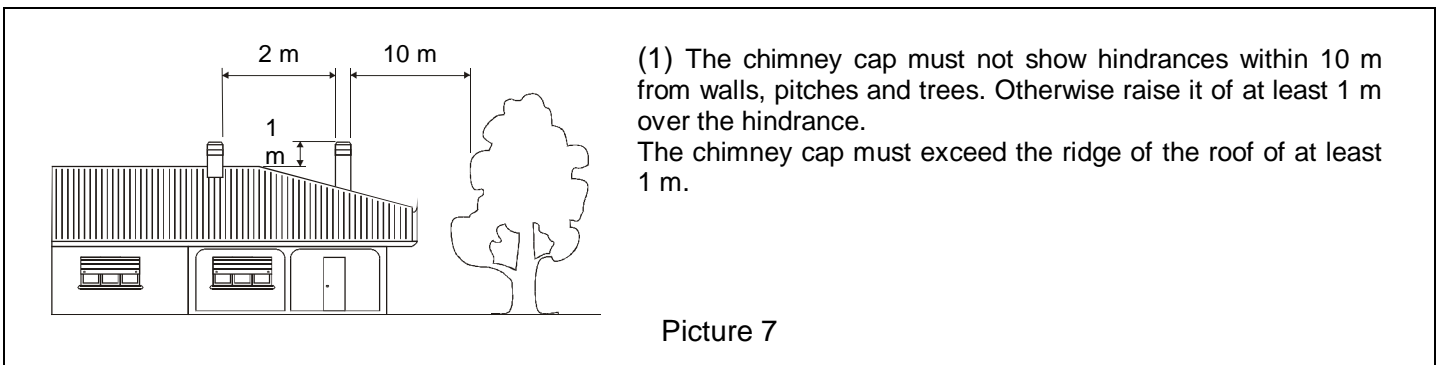 2 m
10 m
1
m
(1) The chimney cap must not show hindrances within 10 m
from walls, pitches and trees. Otherwise raise it of at least 1 m
over the hindrance.
The chimney cap must exceed the ridge of the roof of at least
1 m.
Picture 7